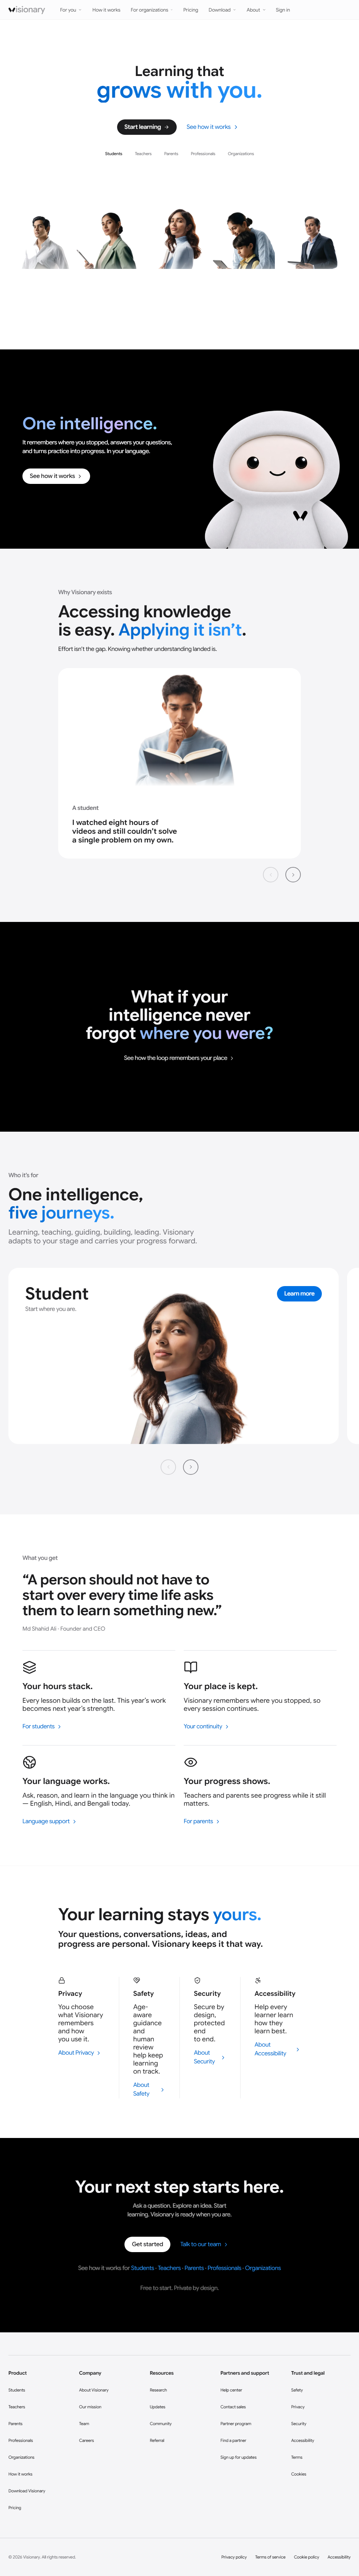 Visionary
For you
How it works
For organisations
Pricing
Download
About
Sign in
Learning that
grows with you.
Start learning
See how it works
Students
Teachers
Parents
Professionals
Organisations
One intelligence.
It remembers where you stopped, answers your questions,
and turns practice into progress. In your language.
See how it works
Why Visionary exists
Accessing knowledge
is easy. Applying it isn't.
Effort isn't the gap. Knowing whether understanding landed is.
A student
I watched eight hours of
videos and still couldn't solve
a single problem on my own.
What if your
intelligence never
forgot where you were?
See how the loop remembers your place
Who it's for
One intelligence,
five journeys.
Learning, teaching, guiding, building, leading. Visionary
adapts to your stage and carries your progress forward.
Student
Start where you are.
Learn more
What you get
“A person should not have to
start over every time life asks
them to learn something new.”
Md Shahid Ali · Founder and CEO
Your hours stack.
Every lesson builds on the last. This year's work
becomes next year's strength.
For students
Your place is kept.
Visionary remembers where you stopped, so
every session continues.
Your continuity
Your language works.
Ask, reason, and learn in the language you think in
— English, Hindi, and Bengali today.
Language support
Your progress shows.
Teachers and parents see progress while it still
matters.
For parents
Your learning stays yours.
Your questions, conversations, ideas, and
progress are personal. Visionary keeps it that way.
Privacy
You choose
what Visionary
remembers
and how
you use it.
About Privacy
Safety
Age-
aware
guidance
and
human
review
help keep
learning
on track.
About
Safety
Security
Secure by
design,
protected
end
to end.
About
Security
Accessibility
Help every
learner learn
how they
learn best.
About
Accessibility
Your next step starts here.
Ask a question. Explore an idea. Start
learning. Visionary is ready when you are.
Get started
Talk to our team
See how it works for Students · Teachers · Parents · Professionals · Organizations
Free to start. Private by design.
Product
Students
Teachers
Parents
Professionals
Organizations
How it works
Download Visionary
Pricing
Company
About Visionary
Our mission
Team
Careers
Resources
Research
Updates
Community
Referral
Partners and support
Help center
Contact sales
Partner program
Find a partner
Sign up for updates
Trust and legal
Safety
Privacy
Security
Accessibility
Terms
Cookies
© 2026 Visionary. All rights reserved.
Privacy policy
Terms of service
Cookie policy
Accessibility